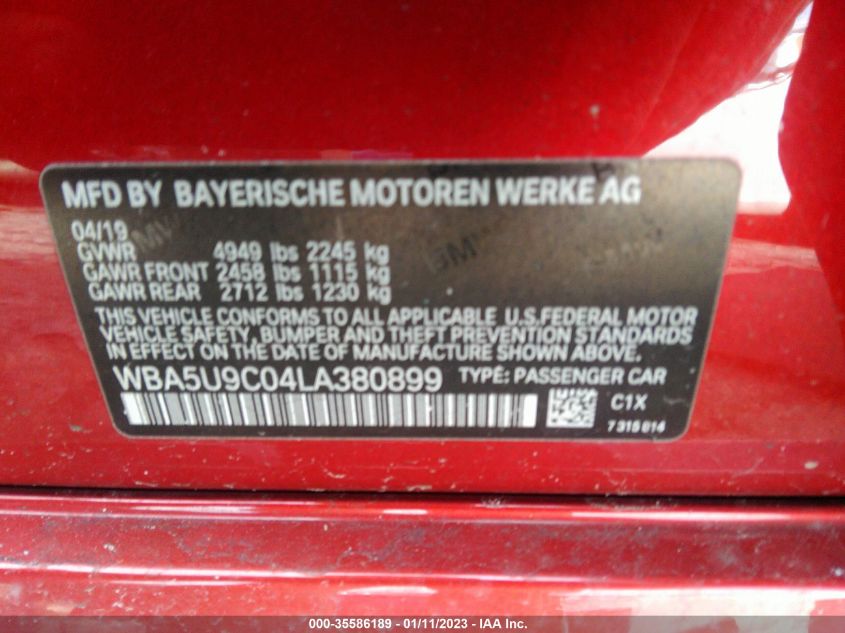 MFD BY BAYERISCHE MOTOREN WERKE AG
04/19
GVWR 4949 lbs 2245 kg
GAWR FRONT 2458 lbs 1115 kg
GAWR REAR 2712 lbs 1230 kg
THIS VEHICLE CONFORMS TO ALL APPLICABLE U.S.FEDERAL MOTOR
VEHICLE SAFETY, BUMPER AND THEFT PREVENTION STANDARDS
IN EFFECT ON THE DATE OF MANUFACTURE SHOWN ABOVE.
WBA5U9C04LA380899 TYPE: PASSENGER CAR
C1X
7315614
000-35586189 - 01/11/2023 - IAA Inc.